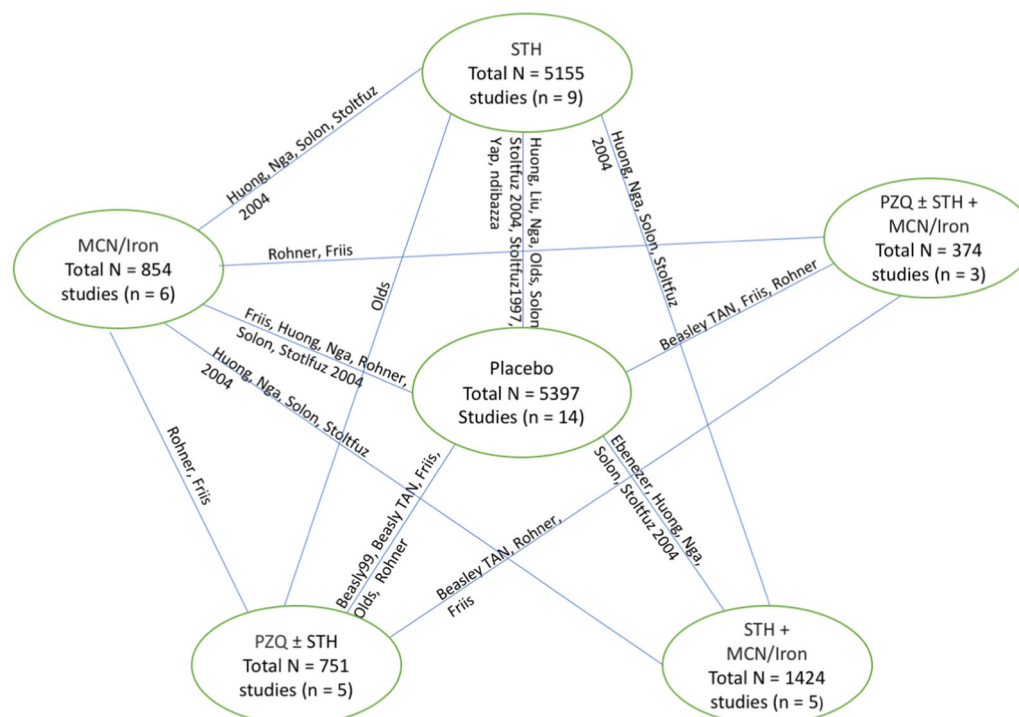 STH
Total N = 5155
studies (n = 9)
Huong, Nga, Solon, Stoltfuz
2004
Huong, Liu, Nga, Olds, Solon
Stoltfuz 2004, Stoltfuz1997,
Yap, ndibazza
Huong, Nga, Solon, Stoltfuz
2004
PZQ ± STH +
MCN/Iron
Total N = 374
studies (n = 3)
MCN/Iron
Total N = 854
studies (n = 6)
Rohner, Friis
Olds
Beasley TAN, Friis, Rohner
Friis, Huong, Nga, Rohner,
Solon, Stotlfuz 2004
Placebo
Total N = 5397
Studies (n = 14)
Huong, Nga, Solon, Stoltfuz
2004
Rohner, Friis
Beasly99, Beasly TAN, Friis,
Olds, Rohner
Beasley TAN, Rohner,
Friis
Ebenezer, Huong, Nga,
Solon, Stoltfuz 2004
PZQ ± STH
Total N = 751
studies (n = 5)
STH +
MCN/Iron
Total N = 1424
studies (n = 5)